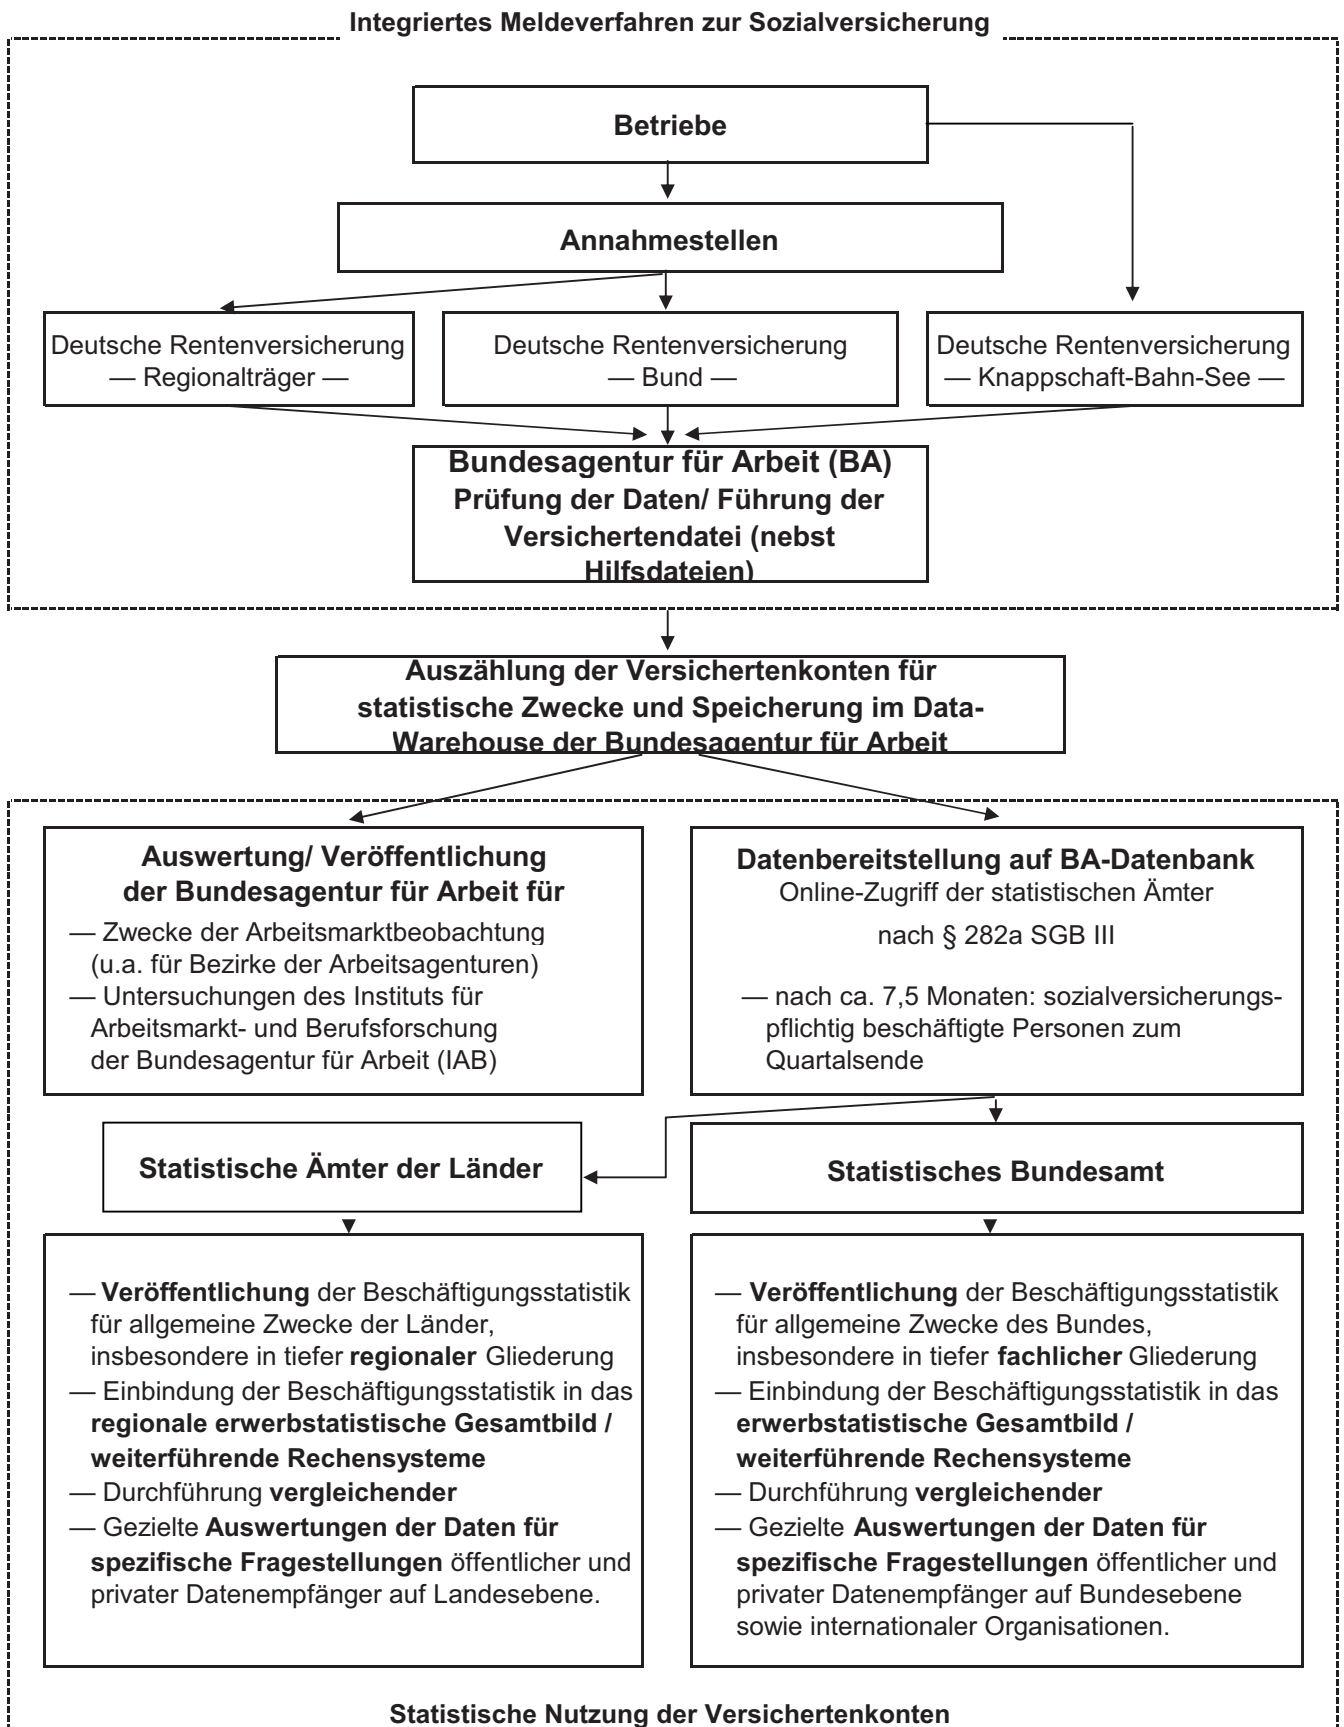 Integriertes Meldeverfahren zur Sozialversicherung
Betriebe
Annahmestellen
Deutsche Rentenversicherung
— Regionalträger —
Deutsche Rentenversicherung
— Bund —
Deutsche Rentenversicherung
— Knappschaft-Bahn-See —
Bundesagentur für Arbeit (BA)
Prüfung der Daten/ Führung der
Versichertendatei (nebst
Hilfsdateien)
Auszählung der Versichertenkonten für
statistische Zwecke und Speicherung im Data-
Warehouse der Bundesagentur für Arbeit
Auswertung/ Veröffentlichung
der Bundesagentur für Arbeit für
— Zwecke der Arbeitsmarktbeobachtung
(u.a. für Bezirke der Arbeitsagenturen)
— Untersuchungen des Instituts für
Arbeitsmarkt- und Berufsforschung
der Bundesagentur für Arbeit (IAB)
Datenbereitstellung auf BA-Datenbank
Online-Zugriff der statistischen Ämter
nach § 282a SGB III
— nach ca. 7,5 Monaten: sozialversicherungs-
pflichtig beschäftigte Personen zum
Quartalsende
Statistische Ämter der Länder
Statistisches Bundesamt
— Veröffentlichung der Beschäftigungsstatistik
für allgemeine Zwecke der Länder,
insbesondere in tiefer regionaler Gliederung
— Einbindung der Beschäftigungsstatistik in das
regionale erwerbstatistische Gesamtbild /
weiterführende Rechensysteme
— Durchführung vergleichender
— Gezielte Auswertungen der Daten für
spezifische Fragestellungen öffentlicher und
privater Datenempfänger auf Landesebene.
— Veröffentlichung der Beschäftigungsstatistik
für allgemeine Zwecke des Bundes,
insbesondere in tiefer fachlicher Gliederung
— Einbindung der Beschäftigungsstatistik in das
erwerbstatistische Gesamtbild /
weiterführende Rechensysteme
— Durchführung vergleichender
— Gezielte Auswertungen der Daten für
spezifische Fragestellungen öffentlicher und
privater Datenempfänger auf Bundesebene
sowie internationaler Organisationen.
Statistische Nutzung der Versichertenkonten